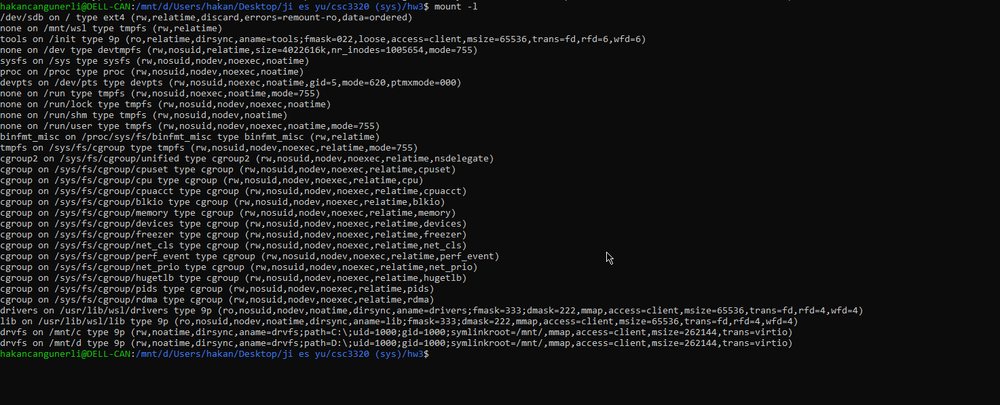 hakancangunerli@DELL-CAN:/mnt/d/Users/hakan/Desktop/ji es yu/csc3320 (sys)/hw3$ mount -l
/dev/sdb on / type ext4 (rw,relatime,discard,errors=remount-ro,data=ordered)
none on /mnt/wsl type tmpfs (rw,relatime)
tools on /init type 9p (ro,relatime,dirsync,aname=tools;fmask=022,loose,access=client,msize=65536,trans=fd,rfd=6,wfd=6)
none on /dev type devtmpfs (rw,nosuid,relatime,size=4022616k,nr_inodes=1005654,mode=755)
sysfs on /sys type sysfs (rw,nosuid,nodev,noexec,noatime)
proc on /proc type proc (rw,nosuid,nodev,noexec,noatime)
devpts on /dev/pts type devpts (rw,nosuid,noexec,noatime,gid=5,mode=620,ptmxmode=000)
none on /run type tmpfs (rw,nosuid,noexec,noatime,mode=755)
none on /run/lock type tmpfs (rw,nosuid,nodev,noexec,noatime)
none on /run/shm type tmpfs (rw,nosuid,nodev,noatime)
none on /run/user type tmpfs (rw,nosuid,nodev,noexec,noatime,mode=755)
binfmt_misc on /proc/sys/fs/binfmt_misc type binfmt_misc (rw,relatime)
tmpfs on /sys/fs/cgroup type tmpfs (rw,nosuid,nodev,noexec,relatime,mode=755)
cgroup2 on /sys/fs/cgroup/unified type cgroup2 (rw,nosuid,nodev,noexec,relatime,nsdelegate)
cgroup on /sys/fs/cgroup/cpuset type cgroup (rw,nosuid,nodev,noexec,relatime,cpuset)
cgroup on /sys/fs/cgroup/cpu type cgroup (rw,nosuid,nodev,noexec,relatime,cpu)
cgroup on /sys/fs/cgroup/cpuacct type cgroup (rw,nosuid,nodev,noexec,relatime,cpuacct)
cgroup on /sys/fs/cgroup/blkio type cgroup (rw,nosuid,nodev,noexec,relatime,blkio)
cgroup on /sys/fs/cgroup/memory type cgroup (rw,nosuid,nodev,noexec,relatime,memory)
cgroup on /sys/fs/cgroup/devices type cgroup (rw,nosuid,nodev,noexec,relatime,devices)
cgroup on /sys/fs/cgroup/freezer type cgroup (rw,nosuid,nodev,noexec,relatime,freezer)
cgroup on /sys/fs/cgroup/net_cls type cgroup (rw,nosuid,nodev,noexec,relatime,net_cls)
cgroup on /sys/fs/cgroup/perf_event type cgroup (rw,nosuid,nodev,noexec,relatime,perf_event)
cgroup on /sys/fs/cgroup/net_prio type cgroup (rw,nosuid,nodev,noexec,relatime,net_prio)
cgroup on /sys/fs/cgroup/hugetlb type cgroup (rw,nosuid,nodev,noexec,relatime,hugetlb)
cgroup on /sys/fs/cgroup/pids type cgroup (rw,nosuid,nodev,noexec,relatime,pids)
cgroup on /sys/fs/cgroup/rdma type cgroup (rw,nosuid,nodev,noexec,relatime,rdma)
drivers on /usr/lib/wsl/drivers type 9p (ro,nosuid,nodev,noatime,dirsync,aname=drivers;fmask=333;dmask=222,mmap,access=client,msize=65536,trans=fd,rfd=4,wfd=4)
lib on /usr/lib/wsl/lib type 9p (ro,nosuid,nodev,noatime,dirsync,aname=lib;fmask=333;dmask=222,mmap,access=client,msize=65536,trans=fd,rfd=4,wfd=4)
drvfs on /mnt/c type 9p (rw,noatime,dirsync,aname=drvfs;path=C:\;uid=1000;gid=1000;symlinkroot=/mnt/,mmap,access=client,msize=262144,trans=virtio)
drvfs on /mnt/d type 9p (rw,noatime,dirsync,aname=drvfs;path=D:\;uid=1000;gid=1000;symlinkroot=/mnt/,mmap,access=client,msize=262144,trans=virtio)
hakancangunerli@DELL-CAN:/mnt/d/Users/hakan/Desktop/ji es yu/csc3320 (sys)/hw3$